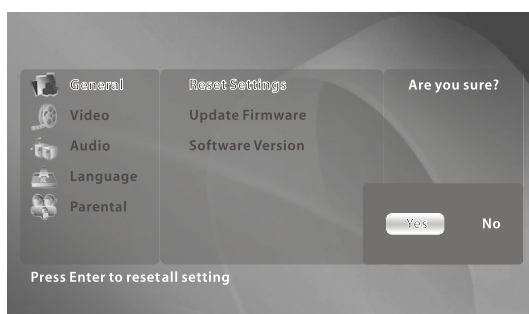 General
Video
Audio
Language
Parental
Reset Settings
Update Firmware
Software Version
Are you sure?
Yes
No
Press Enter to resetall setting